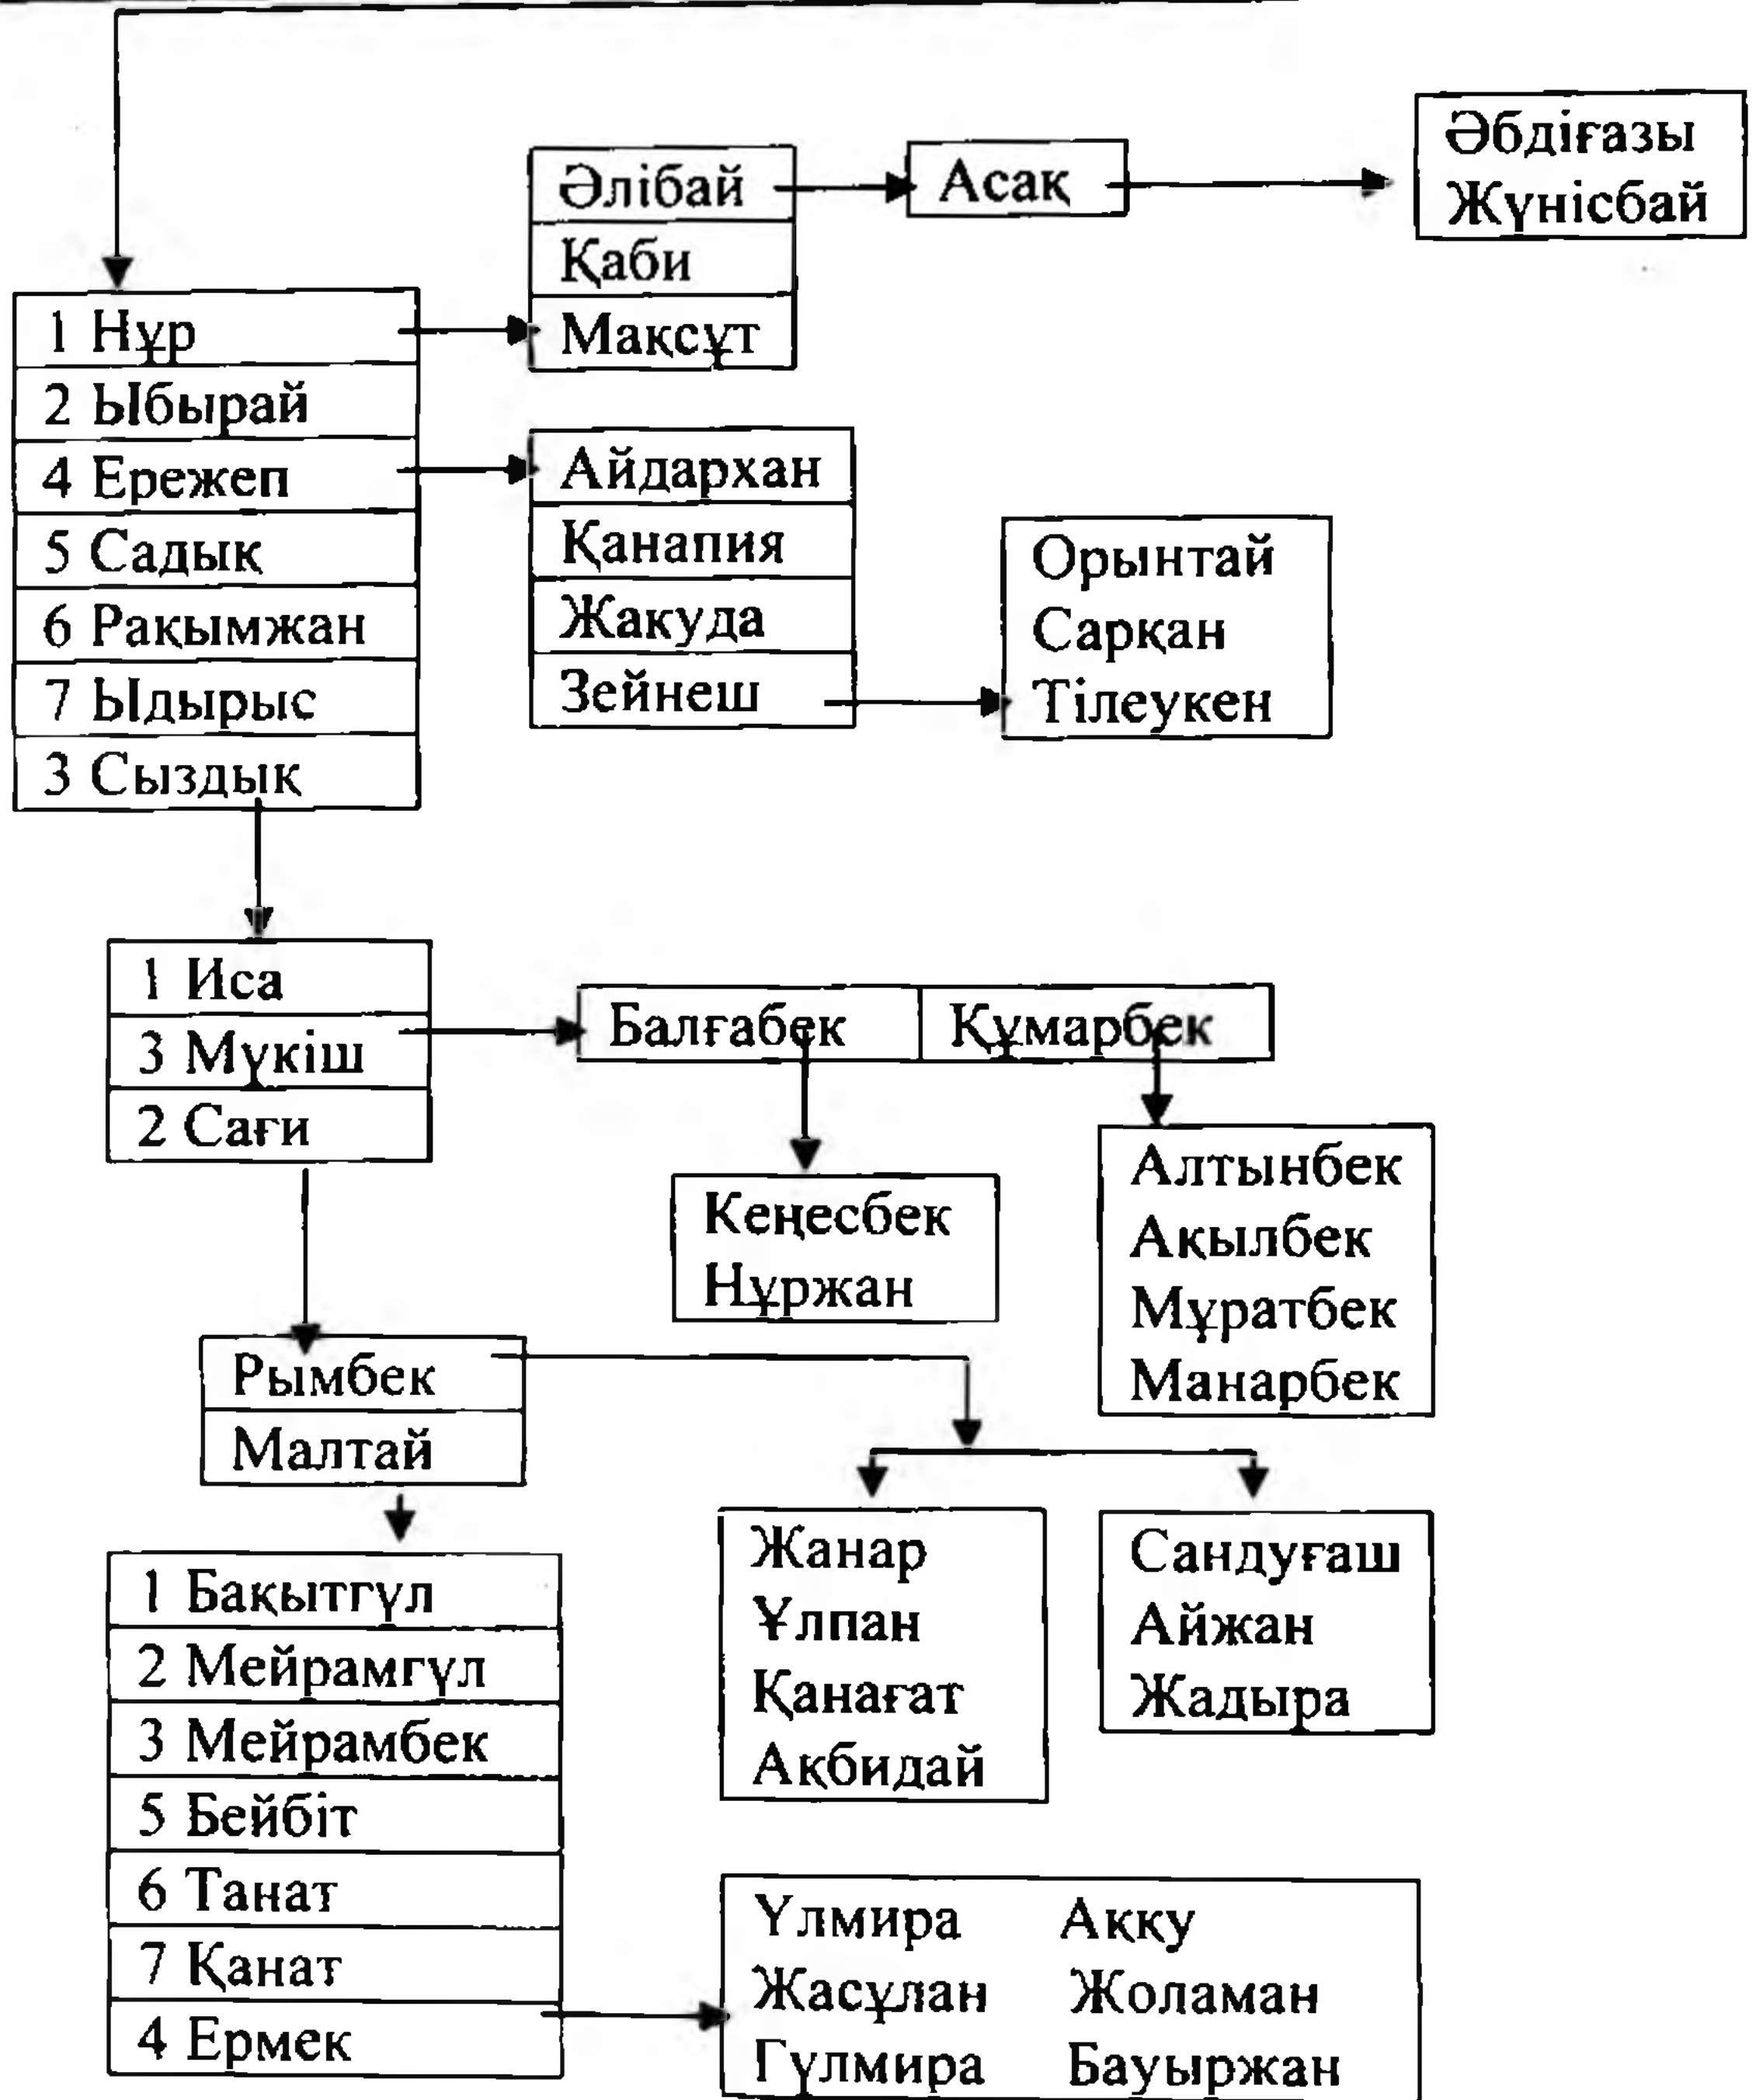 Әбдіғазы
Жүнісбай
Әлібай
Асақ
Қаби
Мақсұт
1 Нұр
2 Ыбырай
4 Ережеп
5 Садық
6 Рақымжан
7 Ыдырыс
3 Сыздық
Айдархан
Қанапия
Жакуда
Зейнеш
Орынтай
Сарқан
Тілеукен
1 Иса
3 Мүкіш
2 Саги
Балғабек
Құмарбек
Кеңесбек
Нұржан
Алтынбек
Ақылбек
Мұратбек
Манарбек
Рымбек
Малтай
Жанар
Ұлпан
Қанағат
Ақбидай
Сандуғаш
Айжан
Жадыра
1 Бақытгүл
2 Мейрамгүл
3 Мейрамбек
5 Бейбіт
6 Танат
7 Қанат
4 Ермек
Үлмира Аққу
Жасұлан Жоламан
Гүлмира Бауыржан